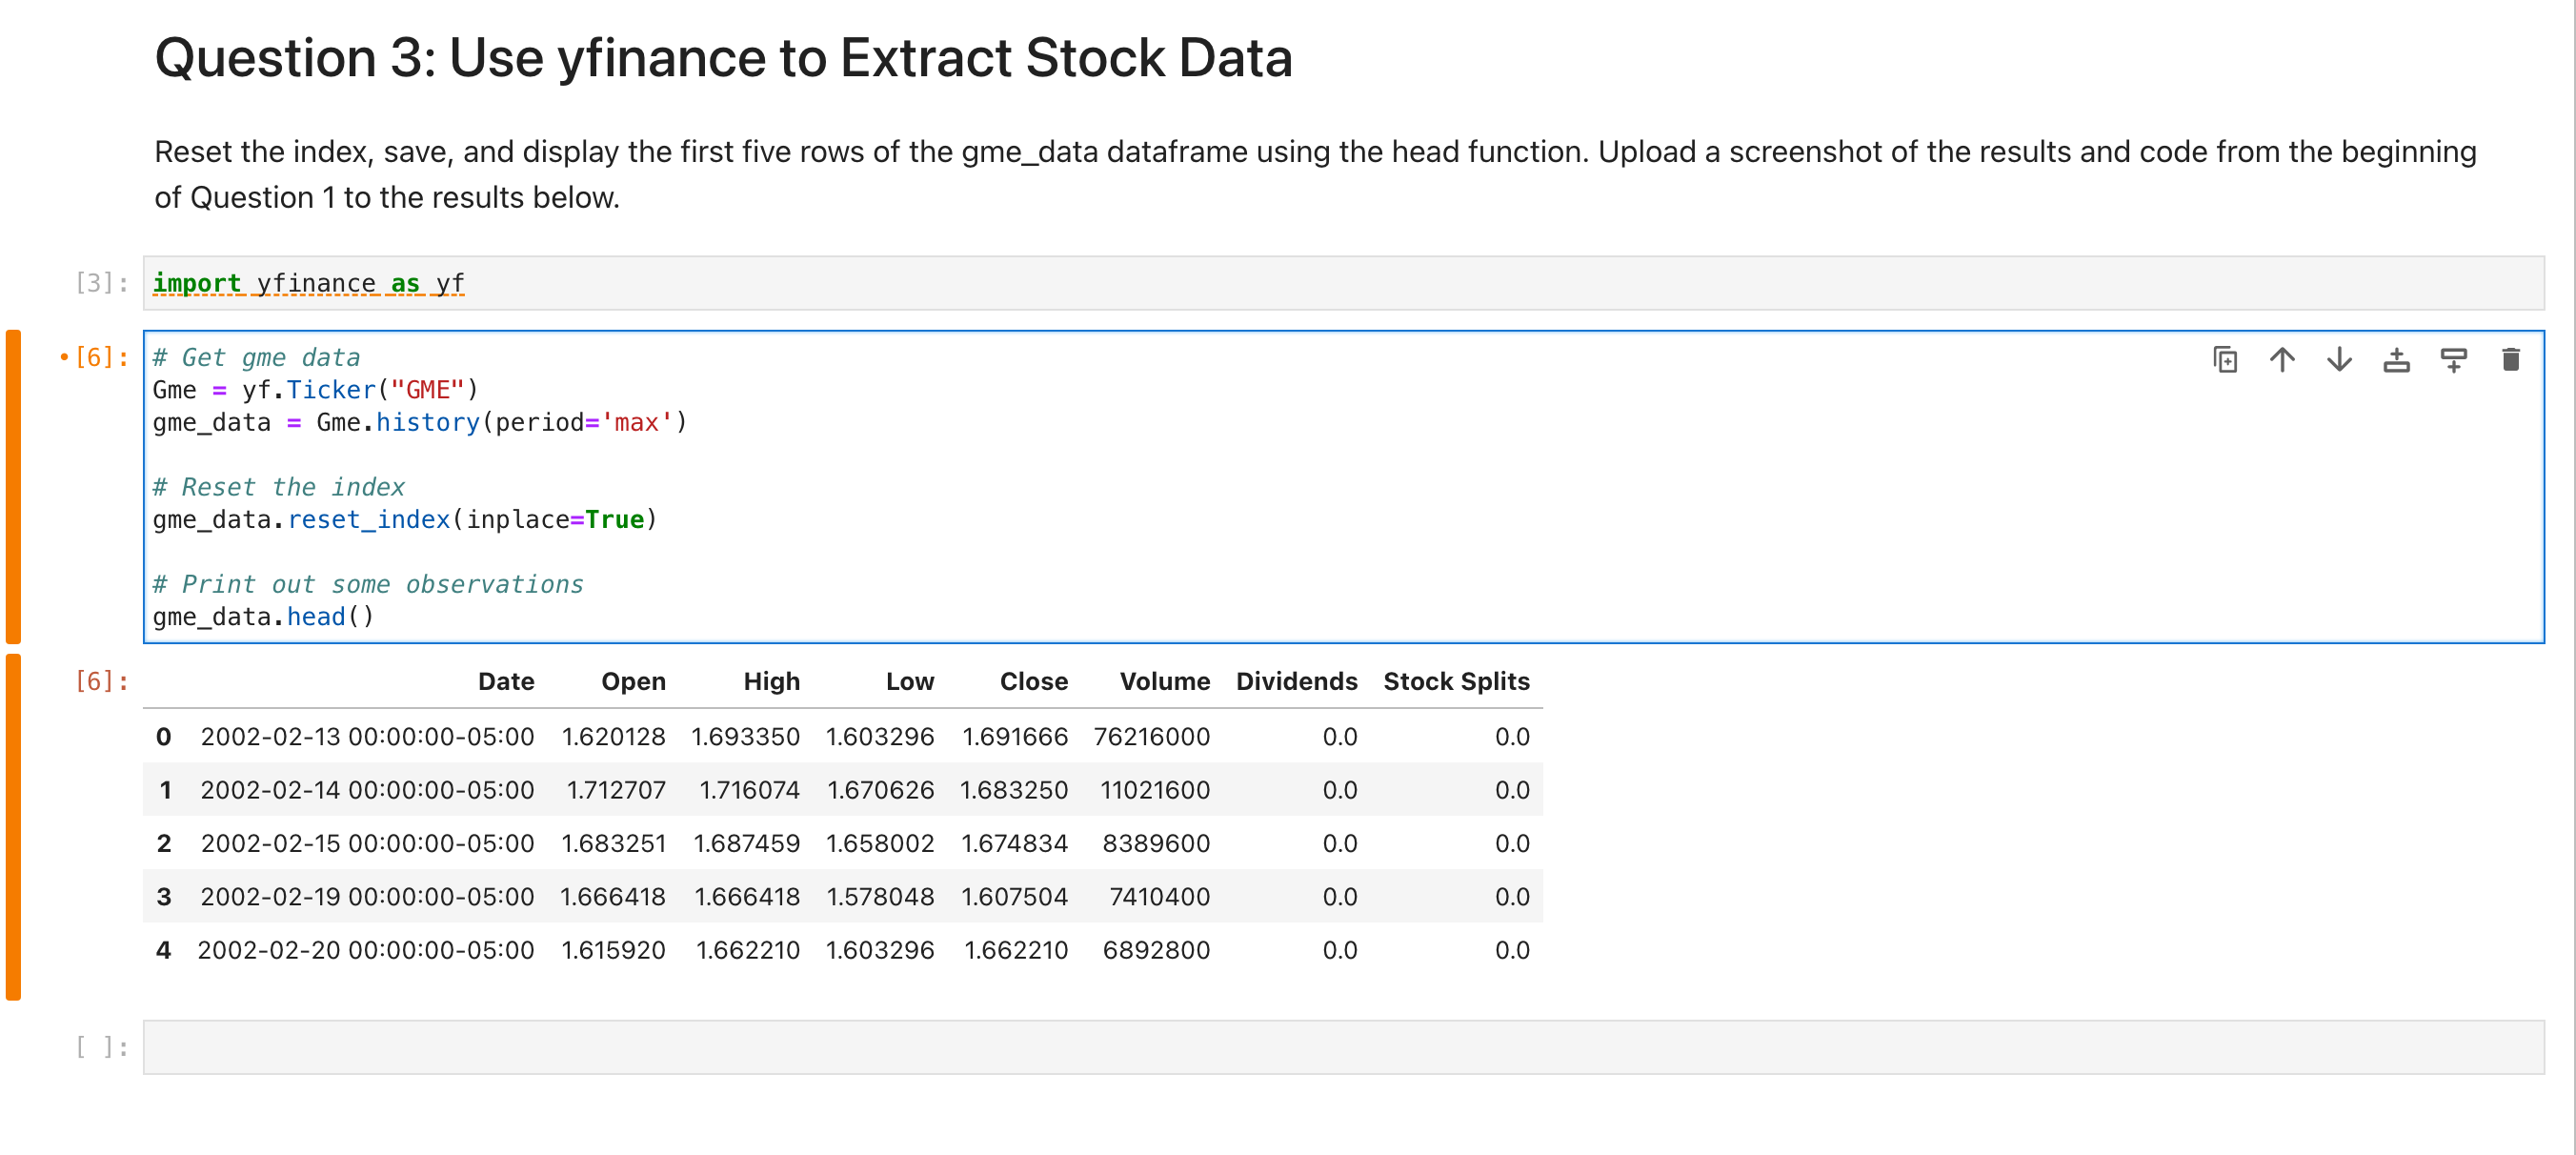 Question 3: Use yfinance to Extract Stock Data
Reset the index, save, and display the first five rows of the gme_data dataframe using the head function. Upload a screenshot of the results and code from the beginning
of Question 1 to the results below.
[3]: import yfinance as yf
•[6]: # Get gme data
Gme = yf.Ticker("GME")
gme_data = Gme.history(period='max')
# Reset the index
gme_data.reset_index(inplace=True)
# Print out some observations
gme_data.head()
[6]: Date Open High Low Close Volume Dividends Stock Splits
0 2002-02-13 00:00:00-05:00 1.620128 1.693350 1.603296 1.691666 76216000 0.0 0.0
1 2002-02-14 00:00:00-05:00 1.712707 1.716074 1.670626 1.683250 11021600 0.0 0.0
2 2002-02-15 00:00:00-05:00 1.683251 1.687459 1.658002 1.674834 8389600 0.0 0.0
3 2002-02-19 00:00:00-05:00 1.666418 1.666418 1.578048 1.607504 7410400 0.0 0.0
4 2002-02-20 00:00:00-05:00 1.615920 1.662210 1.603296 1.662210 6892800 0.0 0.0
[ ]: